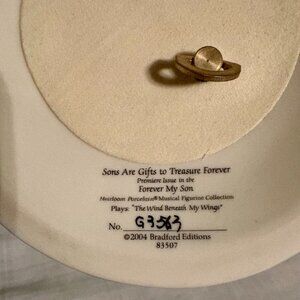 Sons Are Gifts to Treasure Forever
Premiere Issue in the
Forever My Son
Heirloom Porcelain® Musical Figurine Collection
Plays: "The Wind Beneath My Wings"
No. G3563
©2004 Bradford Editions
83507